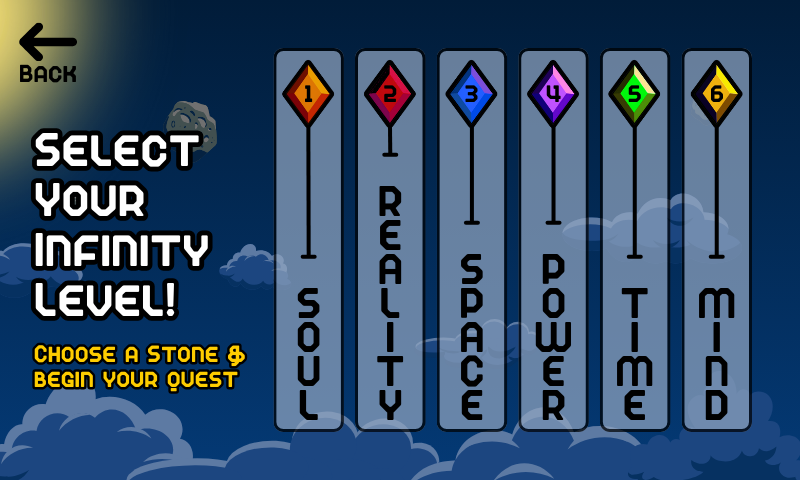 BACK
SELECT
YOUR
INFINITY
LEVEL!
CHOOSE A STONE &
BEGIN YOUR QUEST
1
SOUL
2
REALITY
3
SPACE
4
POWER
5
TIME
6
MIND